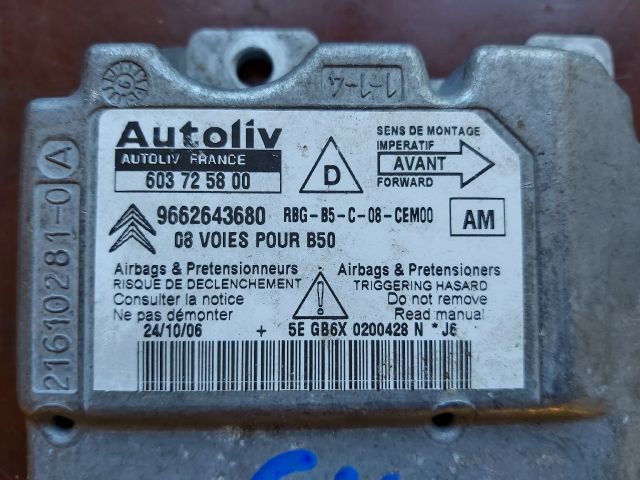 1-1-4
Autoliv
AUTOLIV FRANCE
603 72 58 00
D
SENS DE MONTAGE
IMPERATIF
AVANT
FORWARD
9662643680 RBG-B5-C-08-CEM00
AM
08 VOIES POUR B50
Airbags & Pretensionneurs
RISQUE DE DECLENCHEMENT
Consulter la notice
Ne pas démonter
!
Airbags & Pretensioners
TRIGGERING HASARD
Do not remove
Read manual
24/10/06 + 5E GB6X 0200428 N *J6
21610281-0 A